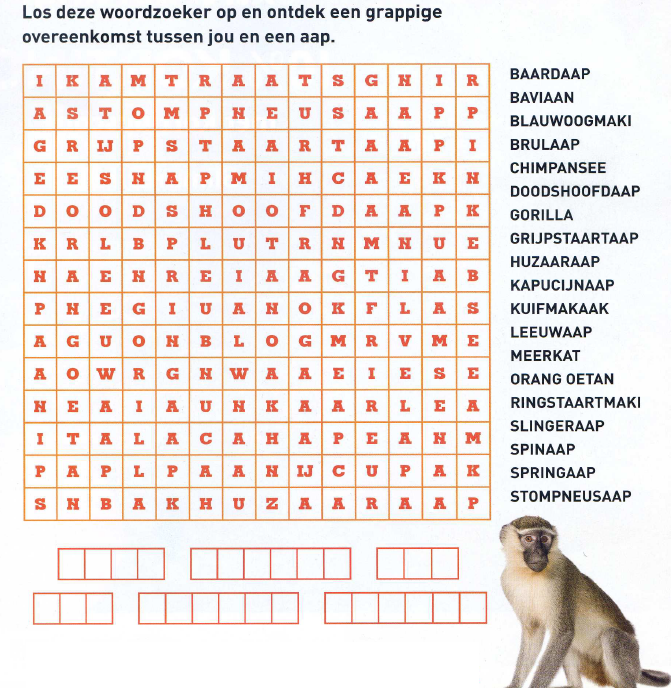 Los deze woordzoeker op en ontdek een grappige
overeenkomst tussen jou en een aap.
I K A M T R A A T S G N I R
A S T O M P N E U S A A P P
G R IJ P S T A A R T A A P I
E E S N A P M I H C A E K N
D O O D S H O O F D A A P K
K R L B P L U T R N M N U E
N A E N R E I A A G T I A B
P N E G I U A N O K F L A S
A G U O N B L O G M R V M E
A O W R G N W A A E I E S E
N E A I A U N K A A R L E A
I T A L A C A H A P E A N M
P A P L P A A N IJ C U P A K
S N B A K H U Z A A R A A P
BAARDAAP
BAVIAAN
BLAUWOOGMAKI
BRULAAP
CHIMPANSEE
DOODSHOOFDAAP
GORILLA
GRIJPSTAARTAAP
HUZAARAAP
KAPUCIJNAAP
KUIFMAKAAK
LEEUWAAP
MEERKAT
ORANG OETAN
RINGSTAARTMAKI
SLINGERAAP
SPINAAP
SPRINGAAP
STOMPNEUSAAP